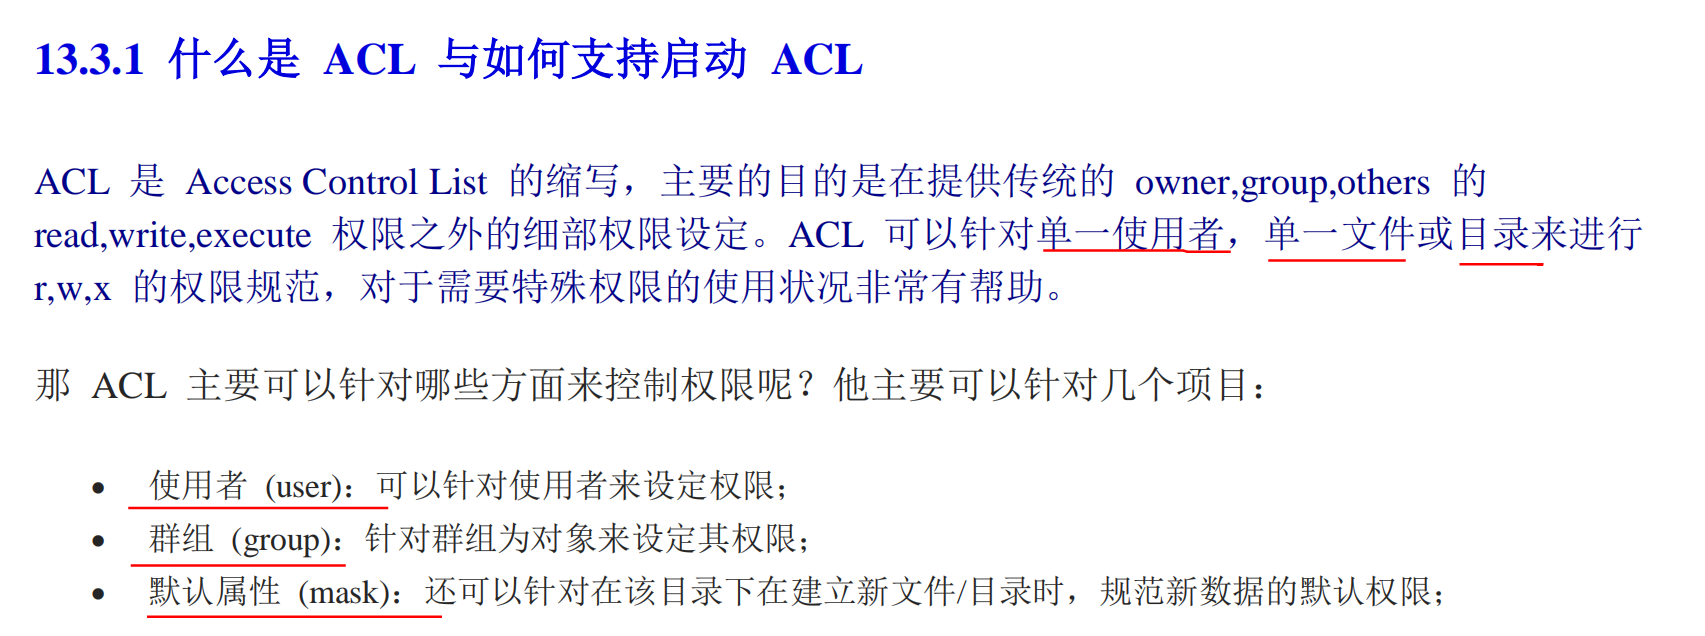 13.3.1 什么是 ACL 与如何支持启动 ACL
ACL 是 Access Control List 的缩写，主要的目的是在提供传统的 owner,group,others 的
read,write,execute 权限之外的细部权限设定。ACL 可以针对单一使用者，单一文件或目录来进行
r,w,x 的权限规范，对于需要特殊权限的使用状况非常有帮助。
那 ACL 主要可以针对哪些方面来控制权限呢？他主要可以针对几个项目：
• 使用者 (user)：可以针对使用者来设定权限；
• 群组 (group)：针对群组为对象来设定其权限；
• 默认属性 (mask)：还可以针对在该目录下在建立新文件/目录时，规范新数据的默认权限；